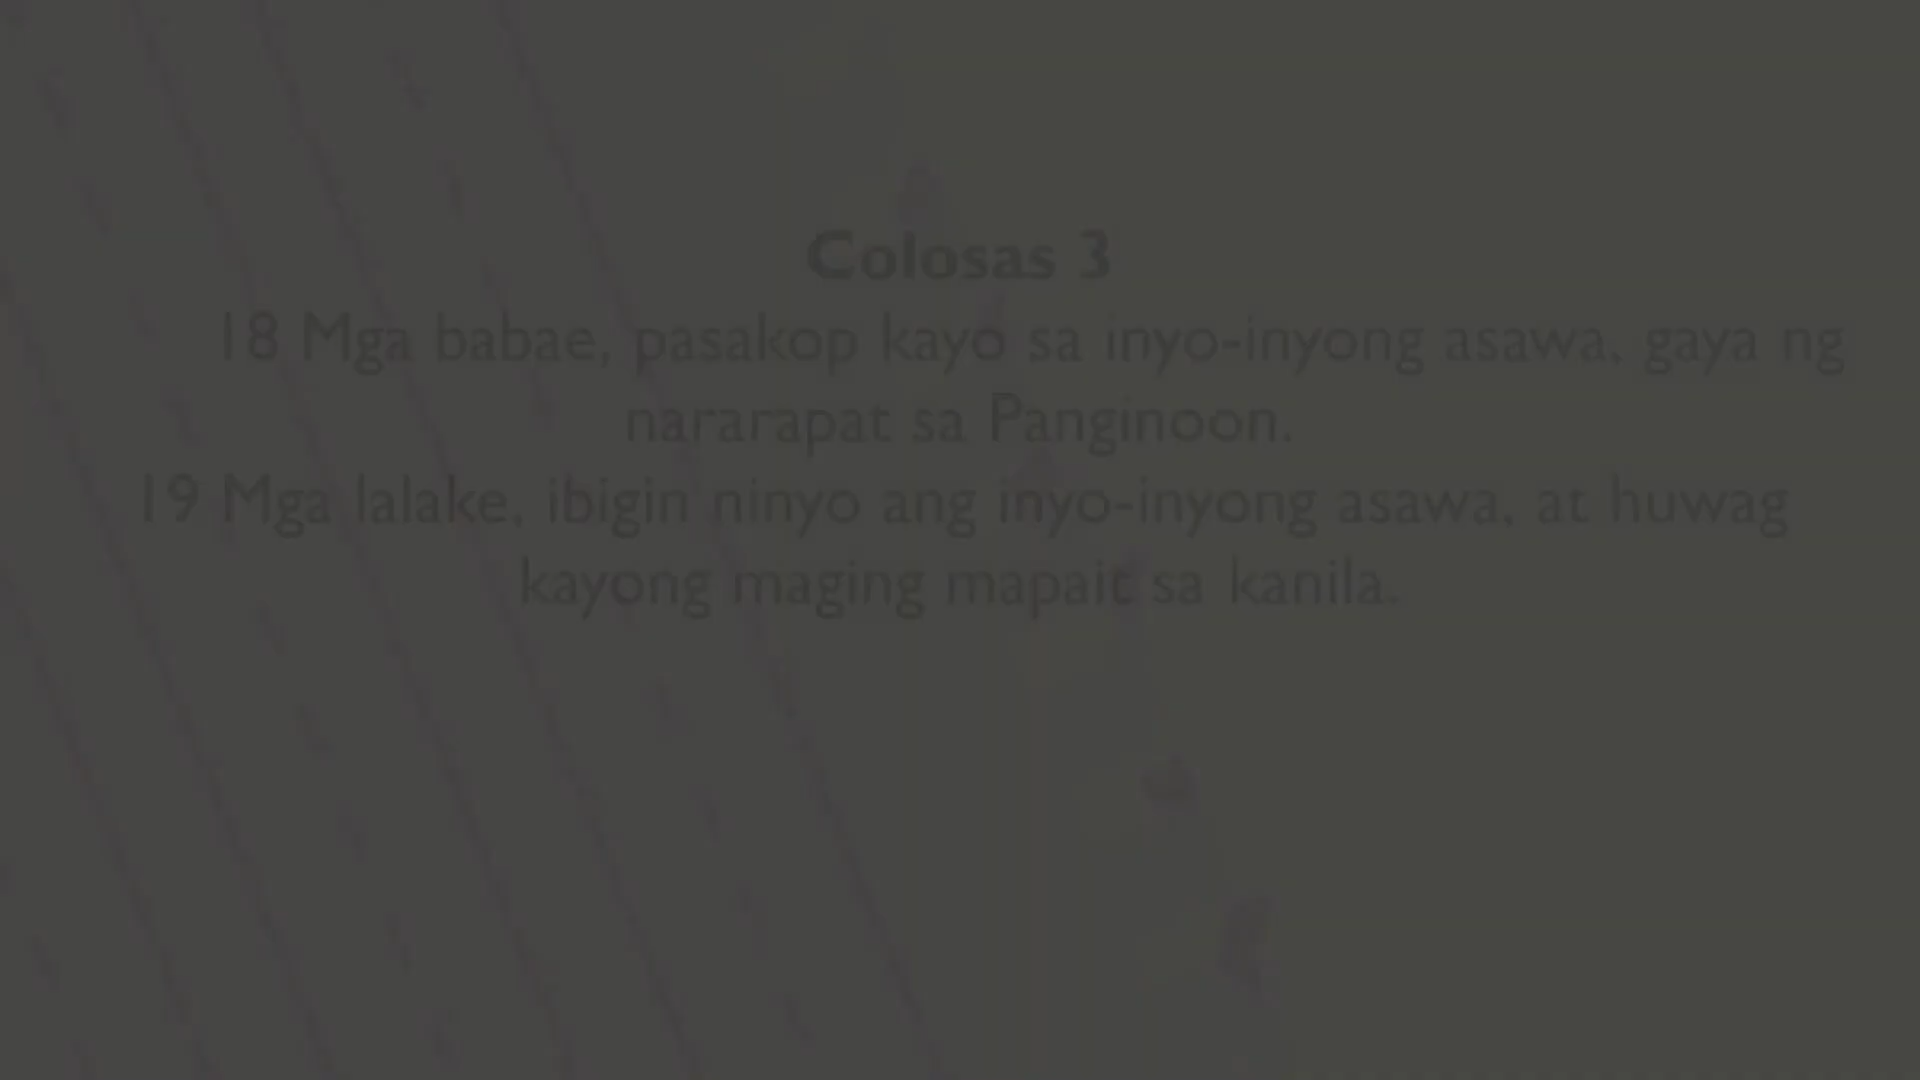 Colosas 3
18 Mga babae, pasakop kayo sa inyo-inyong asawa, gaya ng
nararapat sa Panginoon.
19 Mga lalake, ibigin ninyo ang inyo-inyong asawa, at huwag
kayong maging mapait sa kanila.